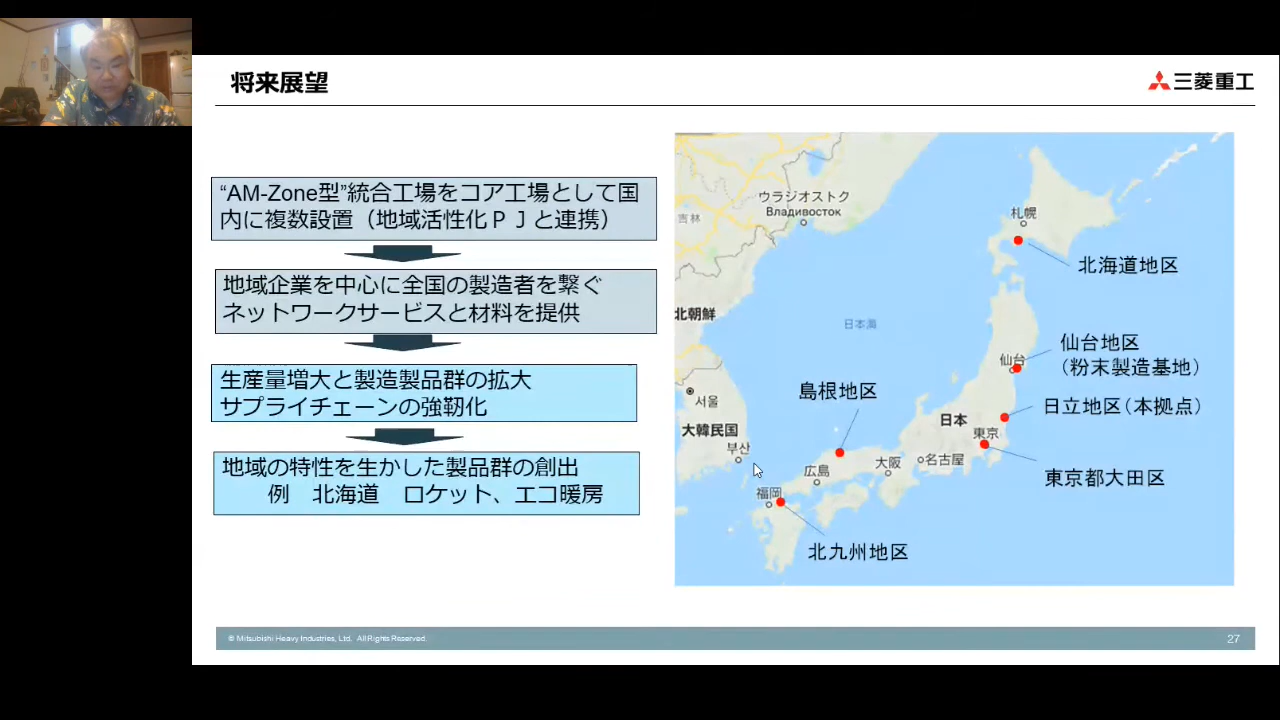 将来展望
三菱重工
“AM-Zone型”統合工場をコア工場として国
内に複数設置（地域活性化ＰＪと連携）
地域企業を中心に全国の製造者を繋ぐ
ネットワークサービスと材料を提供
生産量増大と製造製品群の拡大
サプライチェーンの強靭化
地域の特性を生かした製品群の創出
例　北海道　ロケット、エコ暖房
ウラジオストク
Владивосток
吉林
札幌
北海道地区
北朝鮮
日本海
仙台地区
（粉末製造基地）
仙台
서울
島根地区
日立地区（本拠点）
大韓民国
日本
東京
부산
広島
大阪
名古屋
東京都大田区
福岡
北九州地区
© Mitsubishi Heavy Industries, Ltd. All Rights Reserved.
27